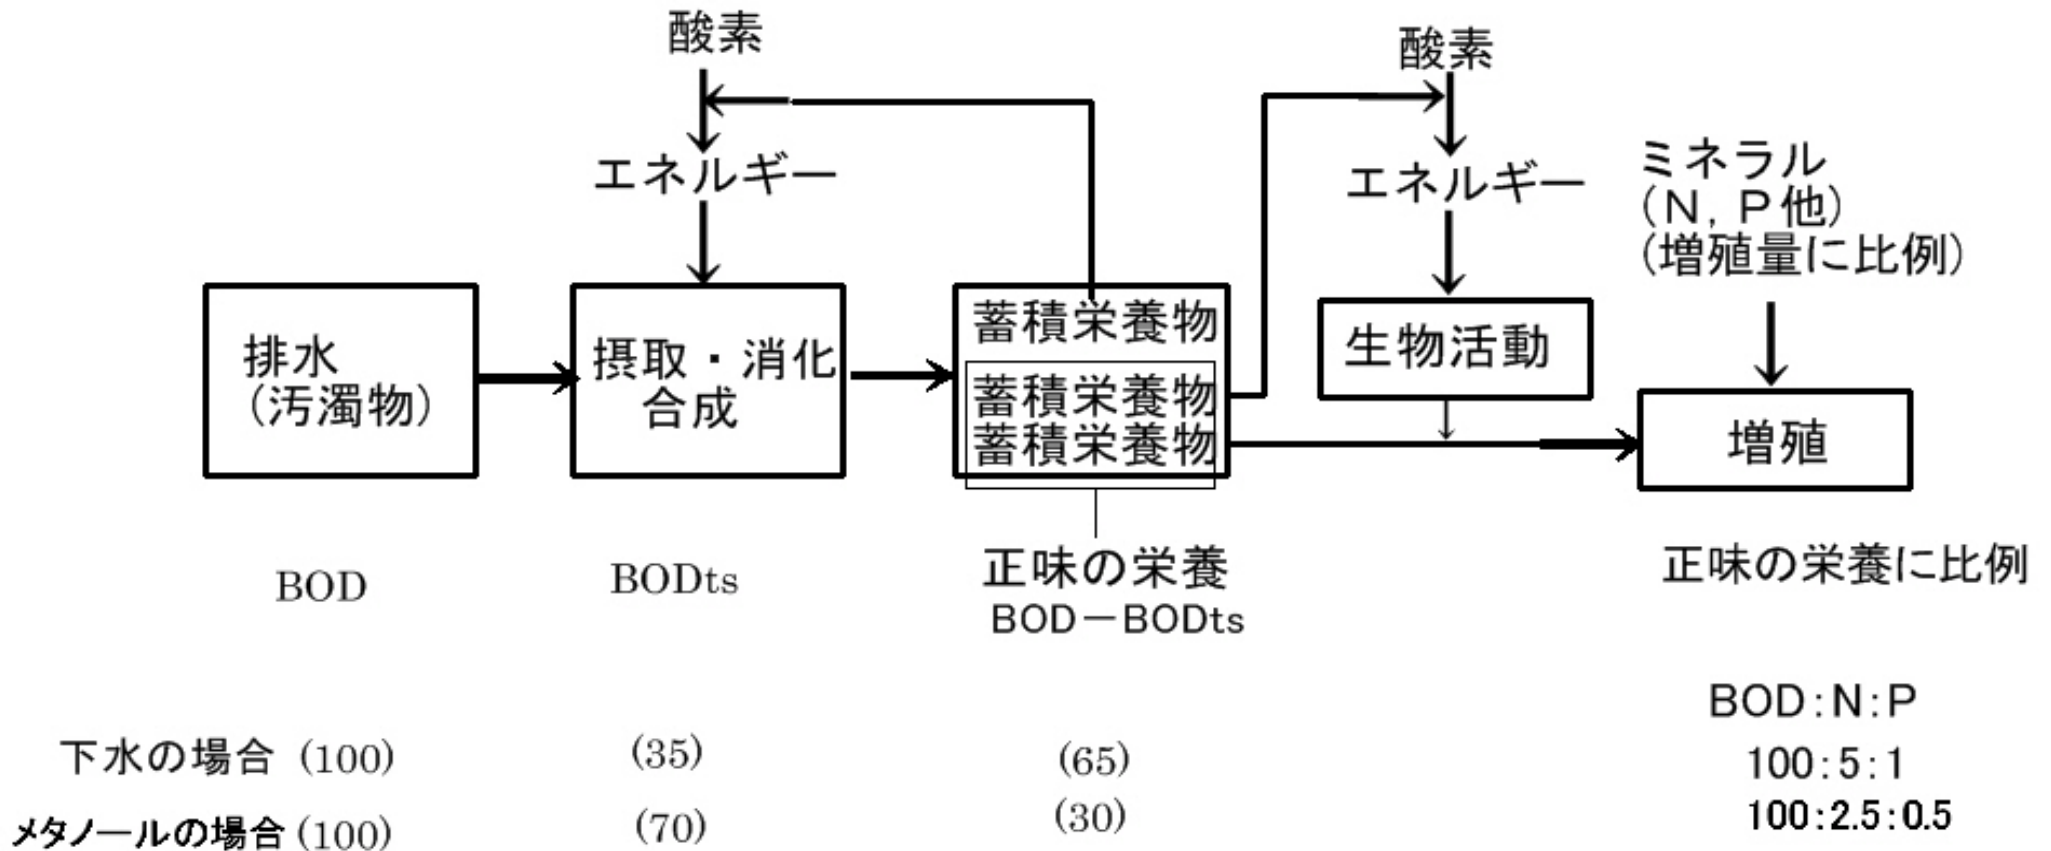 酸素
エネルギー
酸素
エネルギー
ミネラル
(N，P他)
(増殖量に比例)
排水
(汚濁物)
摂取・消化
合成
蓄積栄養物
蓄積栄養物
蓄積栄養物
生物活動
増殖
BOD
BODts
正味の栄養
BOD－BODts
正味の栄養に比例
BOD:N:P
下水の場合 (100) (35) (65) 100:5:1
メタノールの場合 (100) (70) (30) 100:2.5:0.5